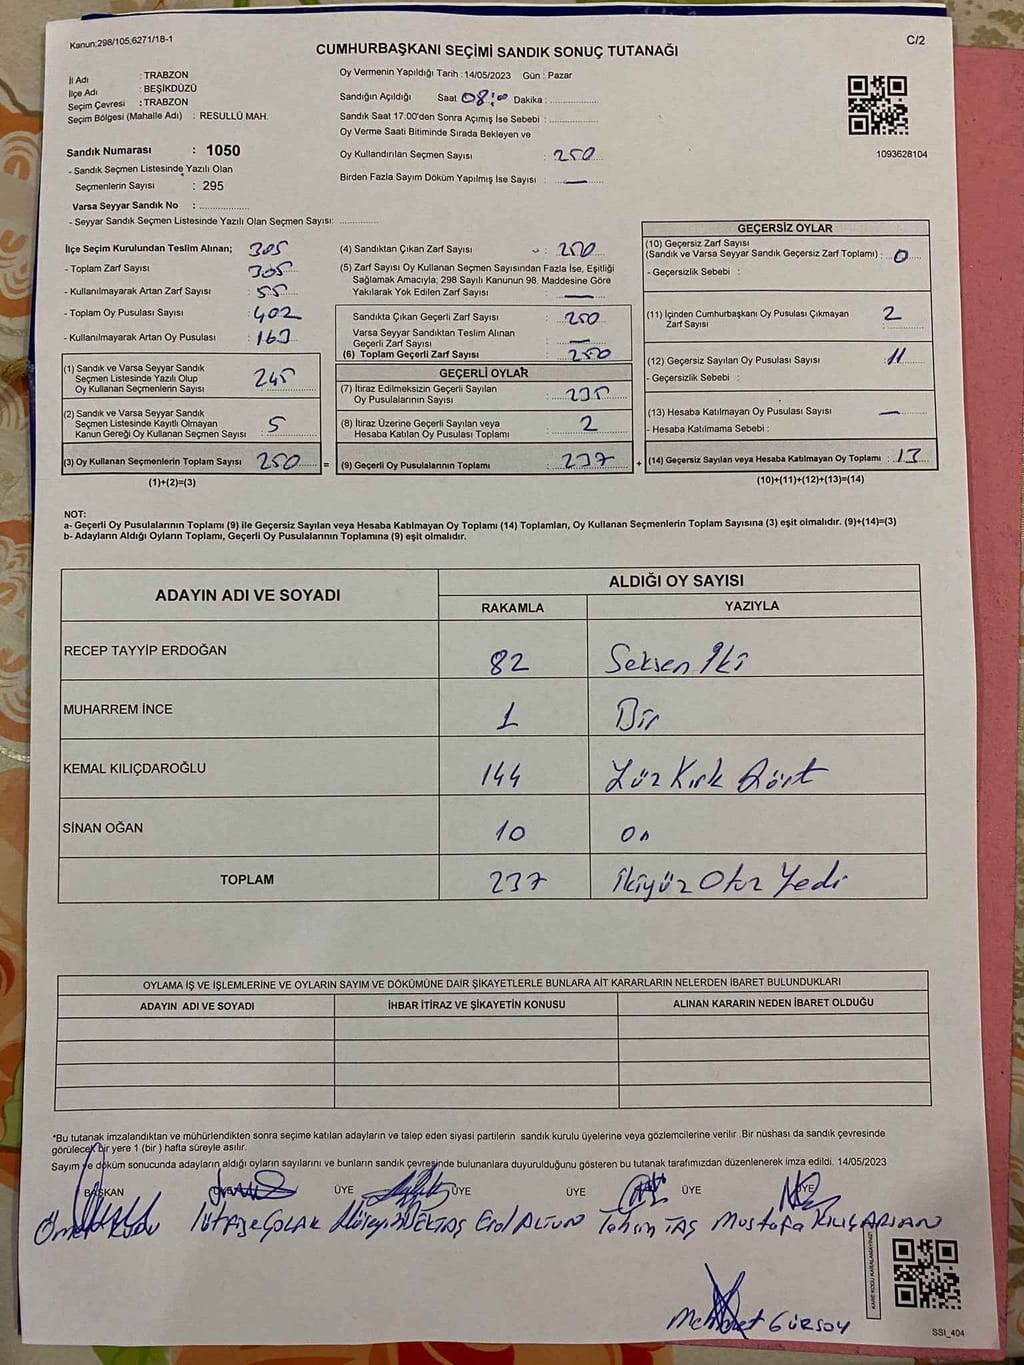 Kanun;298/105;6271/18-1
C/2
CUMHURBAŞKANI SEÇİMİ SANDIK SONUÇ TUTANAĞI
İl Adı : TRABZON
İlçe Adı : BEŞİKDÜZÜ
Seçim Çevresi : TRABZON
Seçim Bölgesi (Mahalle Adı) : RESULLÜ MAH.
Sandık Numarası : 1050
- Sandık Seçmen Listesinde Yazılı Olan
Seçmenlerin Sayısı : 295
Varsa Seyyar Sandık No :
- Seyyar Sandık Seçmen Listesinde Yazılı Olan Seçmen Sayısı:
Oy Vermenin Yapıldığı Tarih : 14/05/2023 Gün : Pazar
Sandığın Açıldığı Saat 08:00 Dakika :
Sandık Saat 17:00'den Sonra Açımış İse Sebebi :
Oy Verme Saati Bitiminde Sırada Bekleyen ve
Oy Kullandırılan Seçmen Sayısı : 250
Birden Fazla Sayım Döküm Yapılmış İse Sayısı : —
1093628104
İlçe Seçim Kurulundan Teslim Alınan; 305
- Toplam Zarf Sayısı : 305
- Kullanılmayarak Artan Zarf Sayısı : 55
- Toplam Oy Pusulası Sayısı : 402
- Kullanılmayarak Artan Oy Pusulası :
(1) Sandık ve Varsa Seyyar Sandık
Seçmen Listesinde Yazılı Olup
Oy Kullanan Seçmenlerin Sayısı : 245
(2) Sandık ve Varsa Seyyar Sandık
Seçmen Listesinde Kayıtlı Olmayan
Kanun Gereği Oy Kullanan Seçmen Sayısı : 5
(3) Oy Kullanan Seçmenlerin Toplam Sayısı : 250 =
(1)+(2)=(3)
(4) Sandıktan Çıkan Zarf Sayısı : 250
(5) Zarf Sayısı Oy Kullanan Seçmen Sayısından Fazla İse, Eşitliği
Sağlamak Amacıyla; 298 Sayılı Kanunun 98. Maddesine Göre
Yakılarak Yok Edilen Zarf Sayısı : —
Sandıkta Çıkan Geçerli Zarf Sayısı : 250
Varsa Seyyar Sandıktan Teslim Alınan
Geçerli Zarf Sayısı : —
(6) Toplam Geçerli Zarf Sayısı : 250
GEÇERLİ OYLAR
(7) İtiraz Edilmeksizin Geçerli Sayılan
Oy Pusulalarının Sayısı : 235
(8) İtiraz Üzerine Geçerli Sayılan veya
Hesaba Katılan Oy Pusulası Toplamı : 2
(9) Geçerli Oy Pusulalarının Toplamı : 237 +
GEÇERSİZ OYLAR
(10) Geçersiz Zarf Sayısı
(Sandık ve Varsa Seyyar Sandık Geçersiz Zarf Toplamı) : 0
- Geçersizlik Sebebi :
(11) İçinden Cumhurbaşkanı Oy Pusulası Çıkmayan
Zarf Sayısı : 2
(12) Geçersiz Sayılan Oy Pusulası Sayısı : 11
- Geçersizlik Sebebi :
(13) Hesaba Katılmayan Oy Pusulası Sayısı : —
- Hesaba Katılmama Sebebi :
(14) Geçersiz Sayılan veya Hesaba Katılmayan Oy Toplamı : 13
(10)+(11)+(12)+(13)=(14)
NOT:
a- Geçerli Oy Pusulalarının Toplamı (9) ile Geçersiz Sayılan veya Hesaba Katılmayan Oy Toplamı (14) Toplamları, Oy Kullanan Seçmenlerin Toplam Sayısına (3) eşit olmalıdır. (9)+(14)=(3)
b- Adayların Aldığı Oyların Toplamı, Geçerli Oy Pusulalarının Toplamına (9) eşit olmalıdır.
ADAYIN ADI VE SOYADI
ALDIĞI OY SAYISI
RAKAMLA YAZIYLA
RECEP TAYYİP ERDOĞAN 82 Seksen İki
MUHARREM İNCE 1 Bir
KEMAL KILIÇDAROĞLU 144 Yüz Kırk Dört
SİNAN OĞAN 10 On
TOPLAM 237 İkiyüz Otuz Yedi
OYLAMA İŞ VE İŞLEMLERİNE VE OYLARIN SAYIM VE DÖKÜMÜNE DAİR ŞİKAYETLERLE BUNLARA AİT KARARLARIN NELERDEN İBARET BULUNDUKLARI
ADAYIN ADI VE SOYADI İHBAR İTİRAZ VE ŞİKAYETİN KONUSU ALINAN KARARIN NEDEN İBARET OLDUĞU
*Bu tutanak imzalandıktan ve mühürlendikten sonra seçime katılan adayların ve talep eden siyasi partilerin sandık kurulu üyelerine veya gözlemcilerine verilir .Bir nüshası da sandık çevresinde
görülecek bir yere 1 (bir ) hafta süreyle asılır.
Sayım ve döküm sonucunda adayların aldığı oyların sayılarını ve bunların sandık çevresinde bulunanlara duyurulduğunu gösteren bu tutanak tarafımızdan düzenlenerek imza edildi. 14/05/2023
BAŞKAN ÜYE ÜYE ÜYE ÜYE ÜYE ÜYE
Lütfiye ÇOLAK Hüseyin BEKTAŞ Erol ALTUN Tahsin TAŞ Mustafa KILIÇARSLAN
KARE KODU KARALAMAYINIZ!
Mehmet GÜRSOY
SSI_404